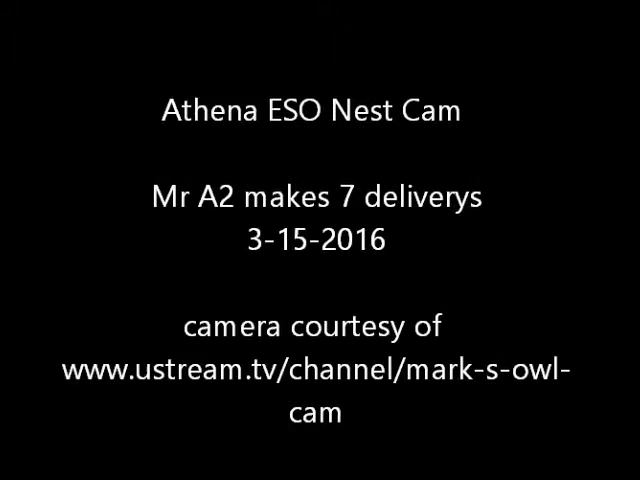 Athena ESO Nest Cam
Mr A2 makes 7 deliverys
3-15-2016
camera courtesy of
www.ustream.tv/channel/mark-s-owl-
cam